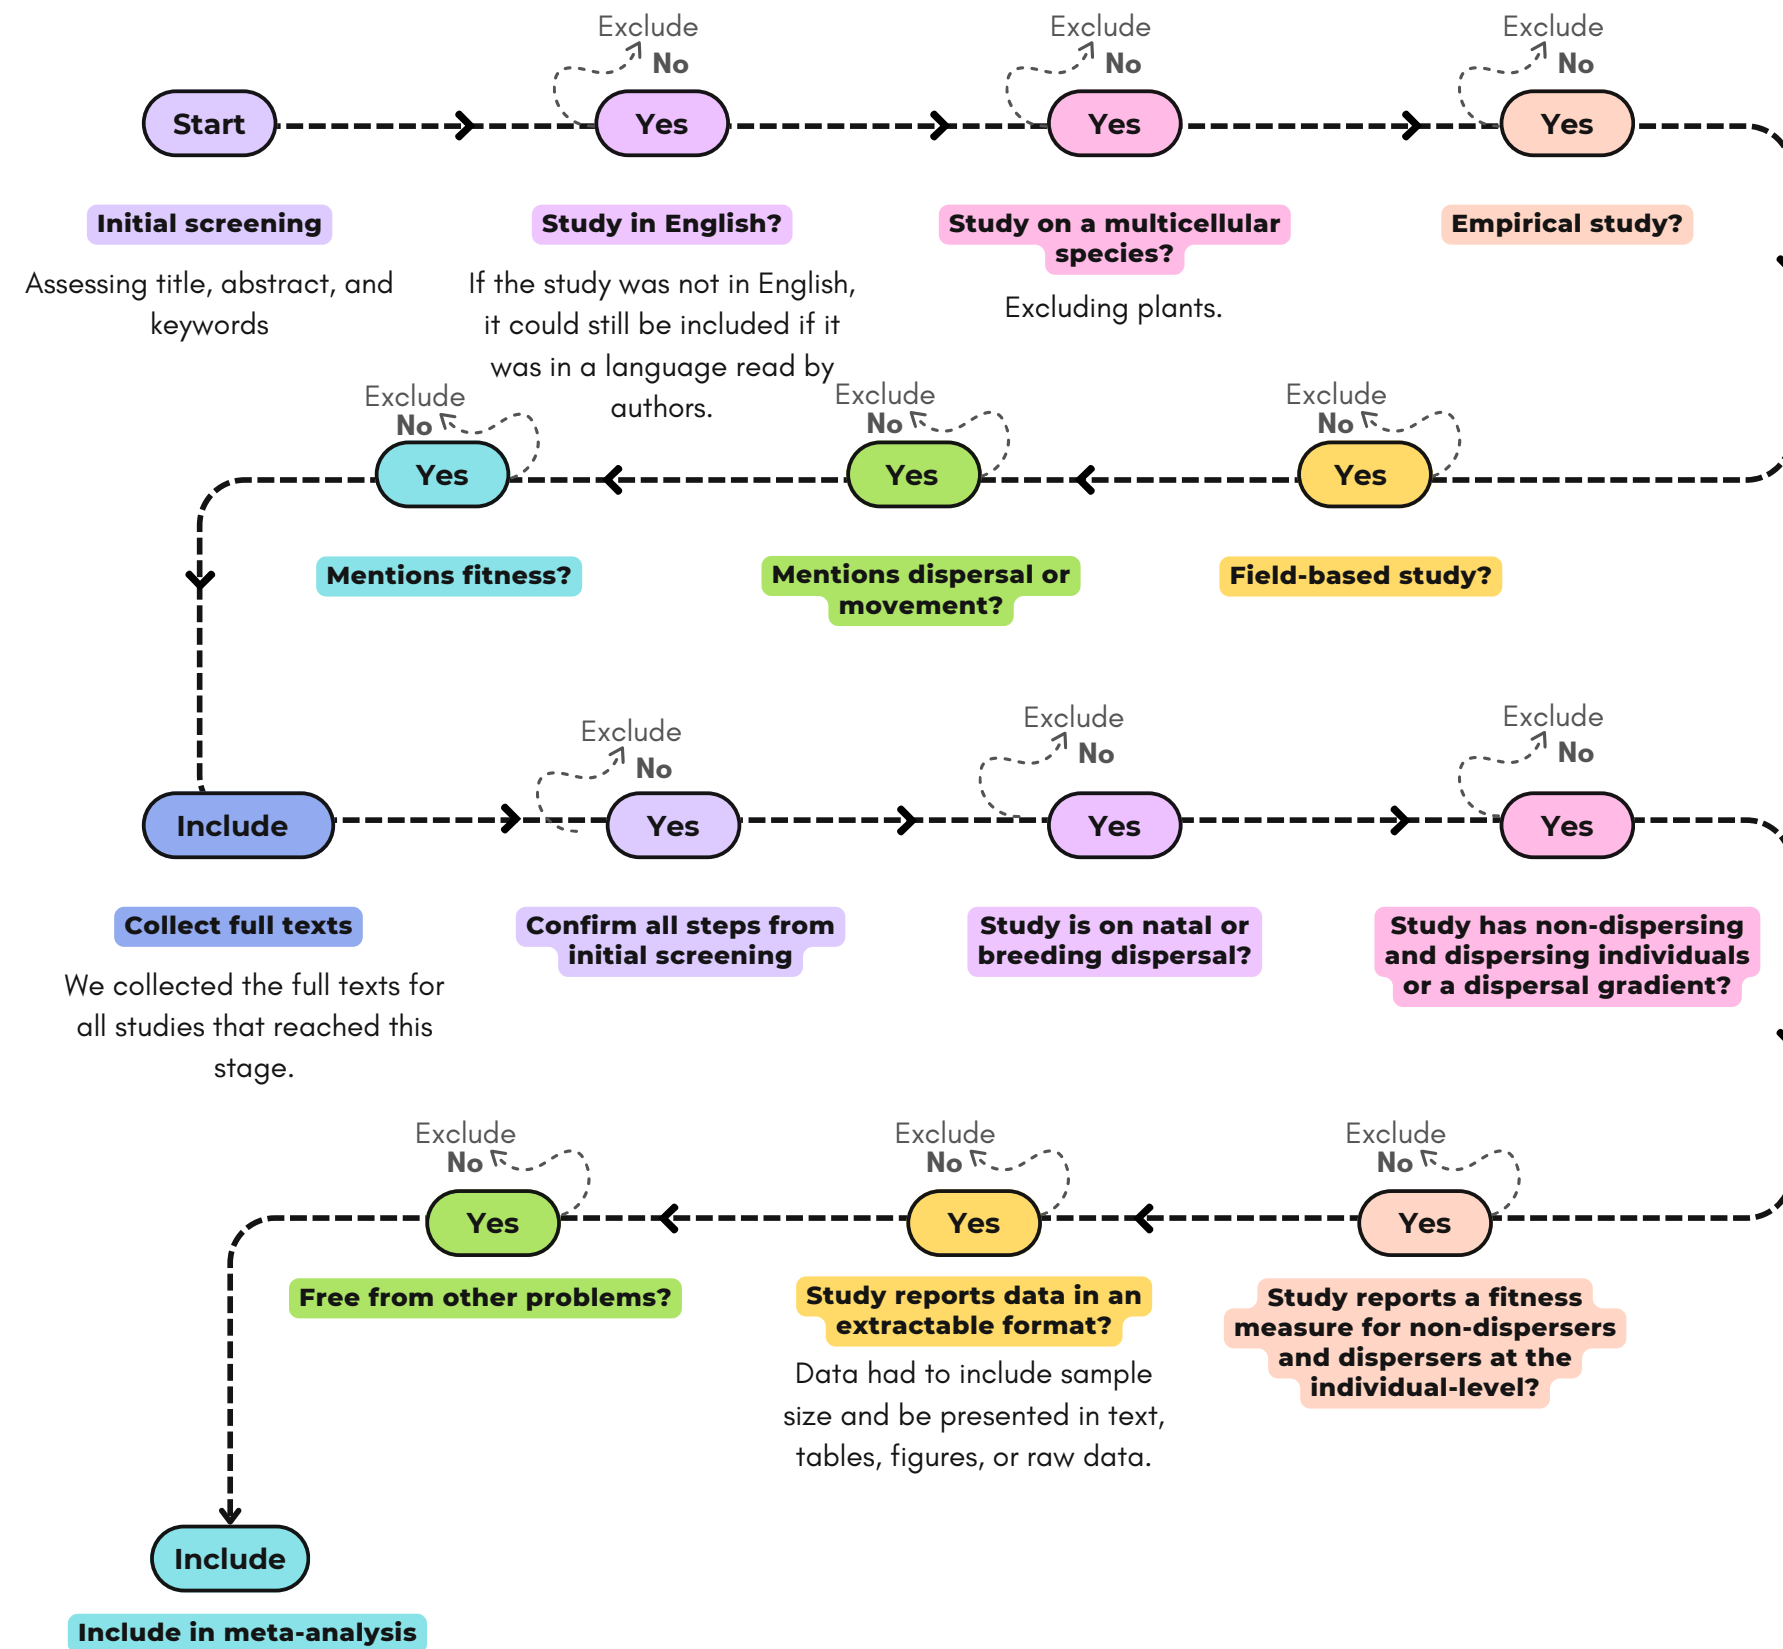 Exclude
No
Exclude
No
Exclude
No
Start
Yes
Yes
Yes
Initial screening
Assessing title, abstract, and
keywords
Study in English?
If the study was not in English,
it could still be included if it
was in a language read by
authors.
Study on a multicellular
species?
Excluding plants.
Empirical study?
Exclude
No
Exclude
No
Exclude
No
Yes
Yes
Yes
Mentions fitness?
Mentions dispersal or
movement?
Field-based study?
Exclude
No
Exclude
No
Exclude
No
Include
Yes
Yes
Yes
Collect full texts
We collected the full texts for
all studies that reached this
stage.
Confirm all steps from
initial screening
Study is on natal or
breeding dispersal?
Study has non-dispersing
and dispersing individuals
or a dispersal gradient?
Exclude
No
Exclude
No
Exclude
No
Yes
Yes
Yes
Free from other problems?
Study reports data in an
extractable format?
Data had to include sample
size and be presented in text,
tables, figures, or raw data.
Study reports a fitness
measure for non-dispersers
and dispersers at the
individual-level?
Include
Include in meta-analysis